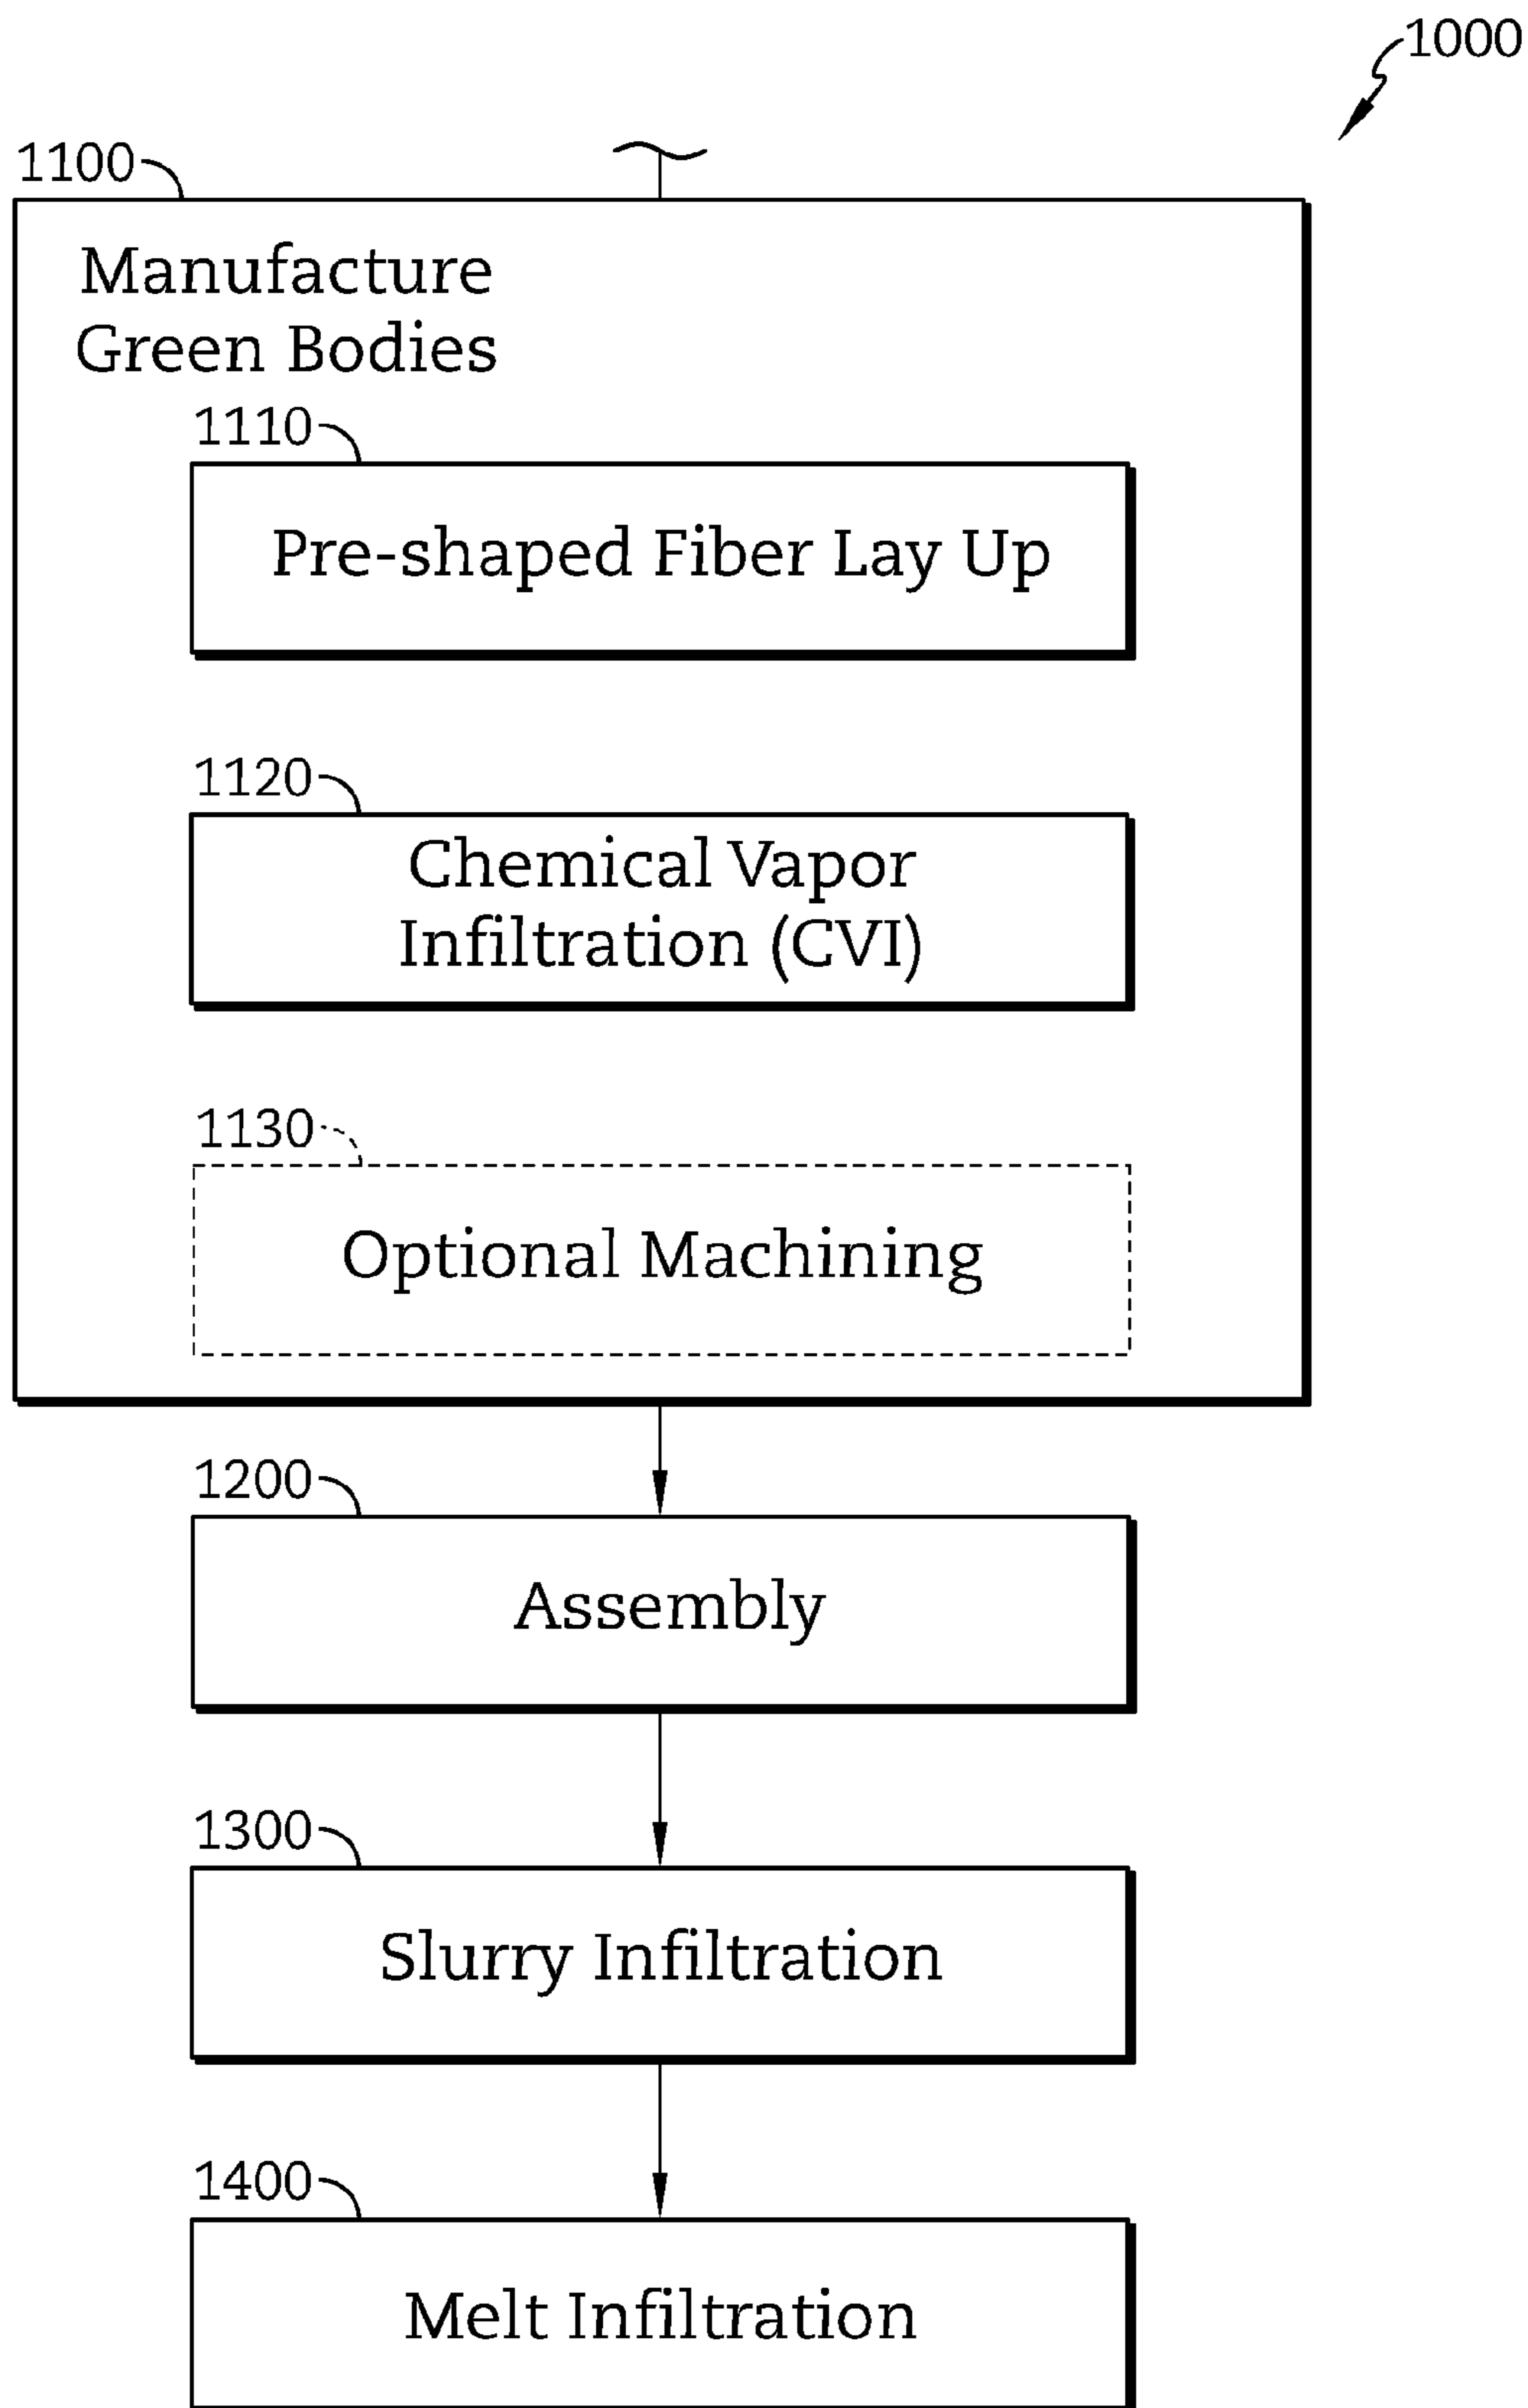 1000
1100
Manufacture
Green Bodies
1110
Pre-shaped Fiber Lay Up
1120
Chemical Vapor
Infiltration (CVI)
1130
Optional Machining
1200
Assembly
1300
Slurry Infiltration
1400
Melt Infiltration